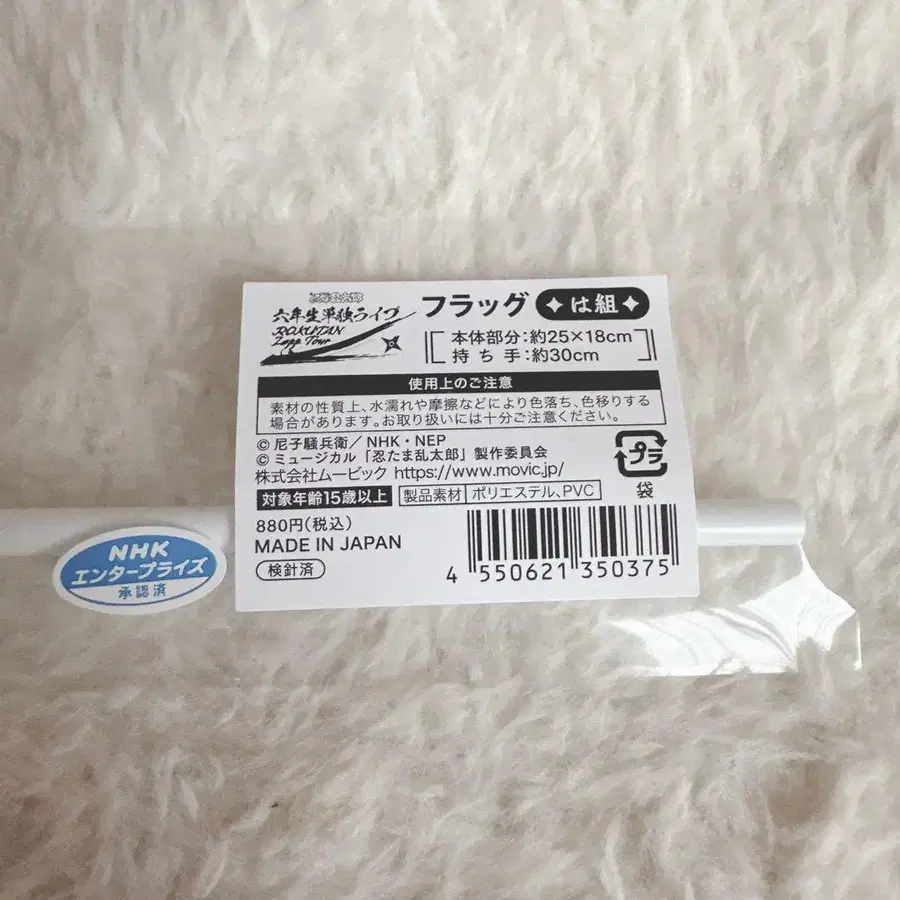 忍たま乱太郎
六年生単独ライブ
ROKUTAN
Zepp Tour
フラッグ は組
本体部分:約25×18cm
持ち手:約30cm
使用上のご注意
素材の性質上、水濡れや摩擦などにより色落ち、色移りする
場合があります。お取り扱いには十分ご注意ください。
© 尼子騒兵衛/ NHK・NEP
© ミュージカル「忍たま乱太郎」製作委員会
株式会社ムービック https://www.movic.jp/
プラ
袋
対象年齢15歳以上 製品素材 ポリエステル、PVC
880円(税込)
MADE IN JAPAN
検針済
4 550621 350375
NHK
エンタープライズ
承認済